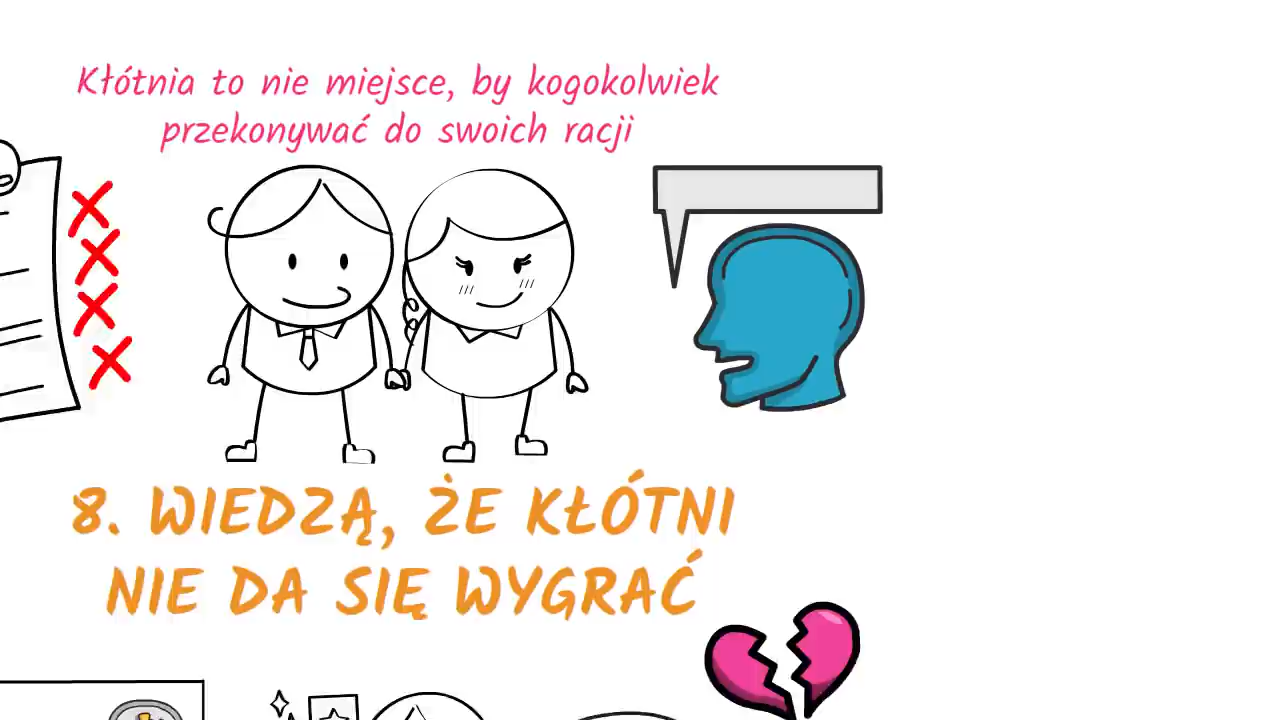 Kłótnia to nie miejsce, by kogokolwiek
przekonywać do swoich racji
8. WIEDZĄ, ŻE KŁÓTNI
NIE DA SIĘ WYGRAĆ